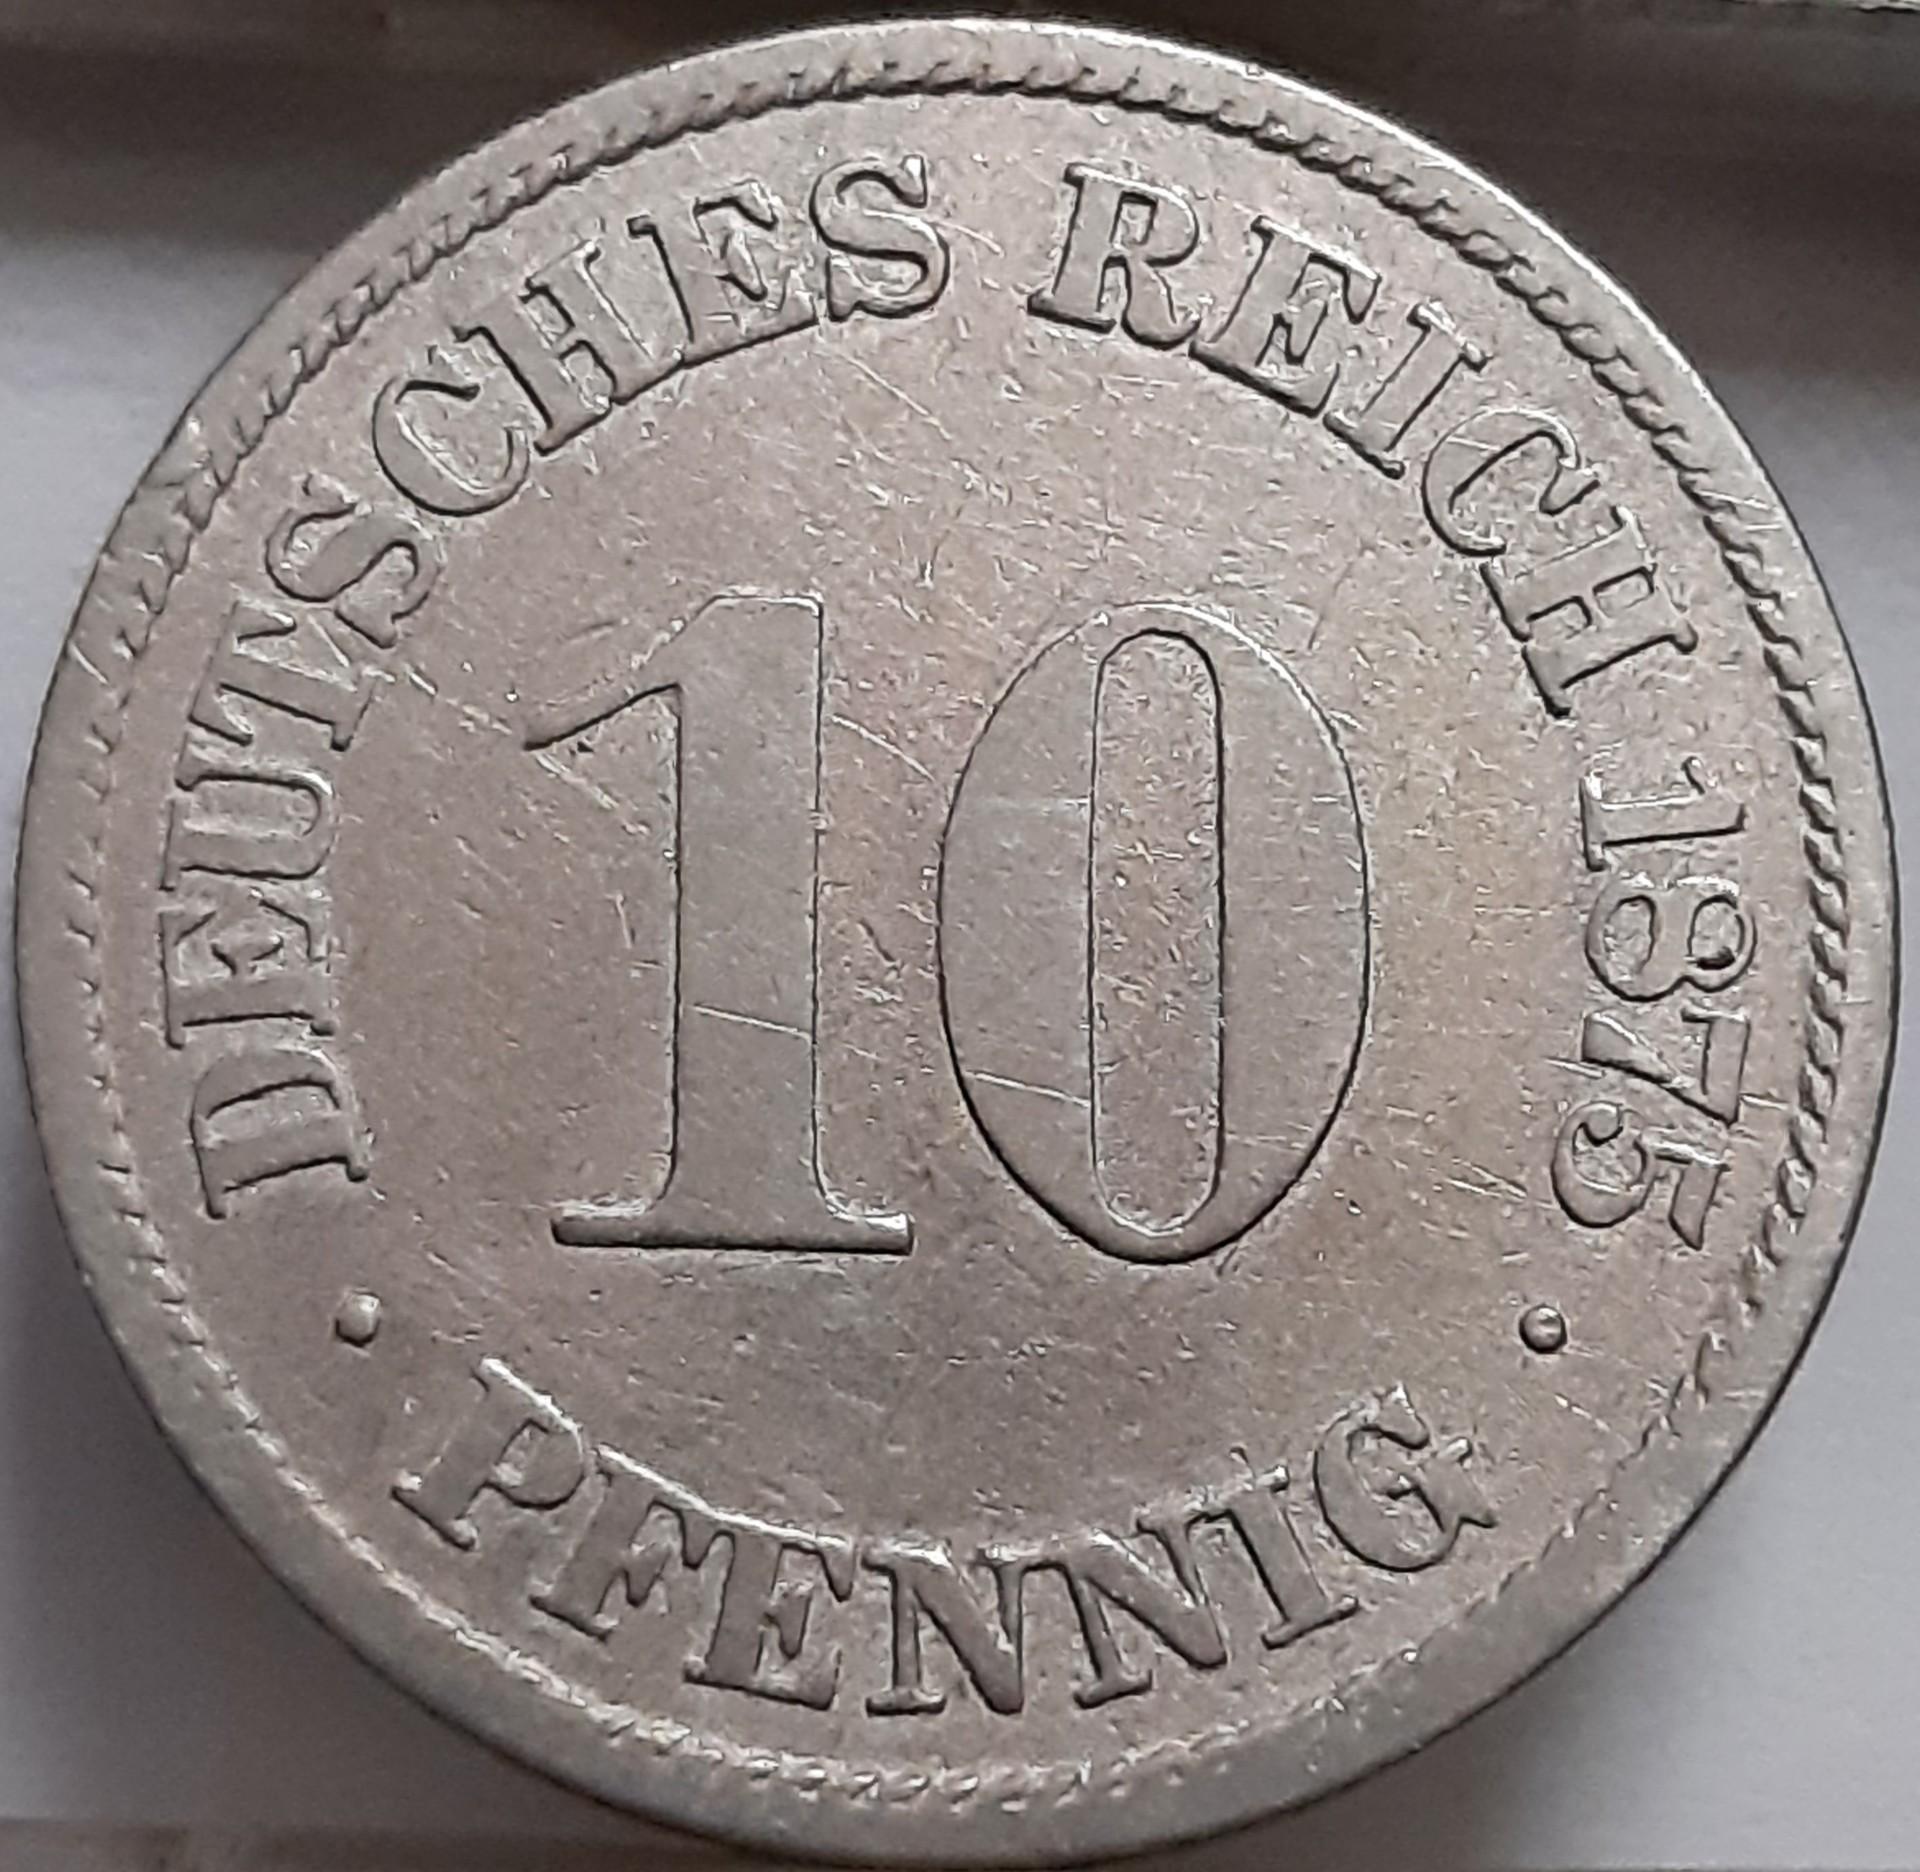 DEUTSCHES REICH 1875
10
• PFENNIG •